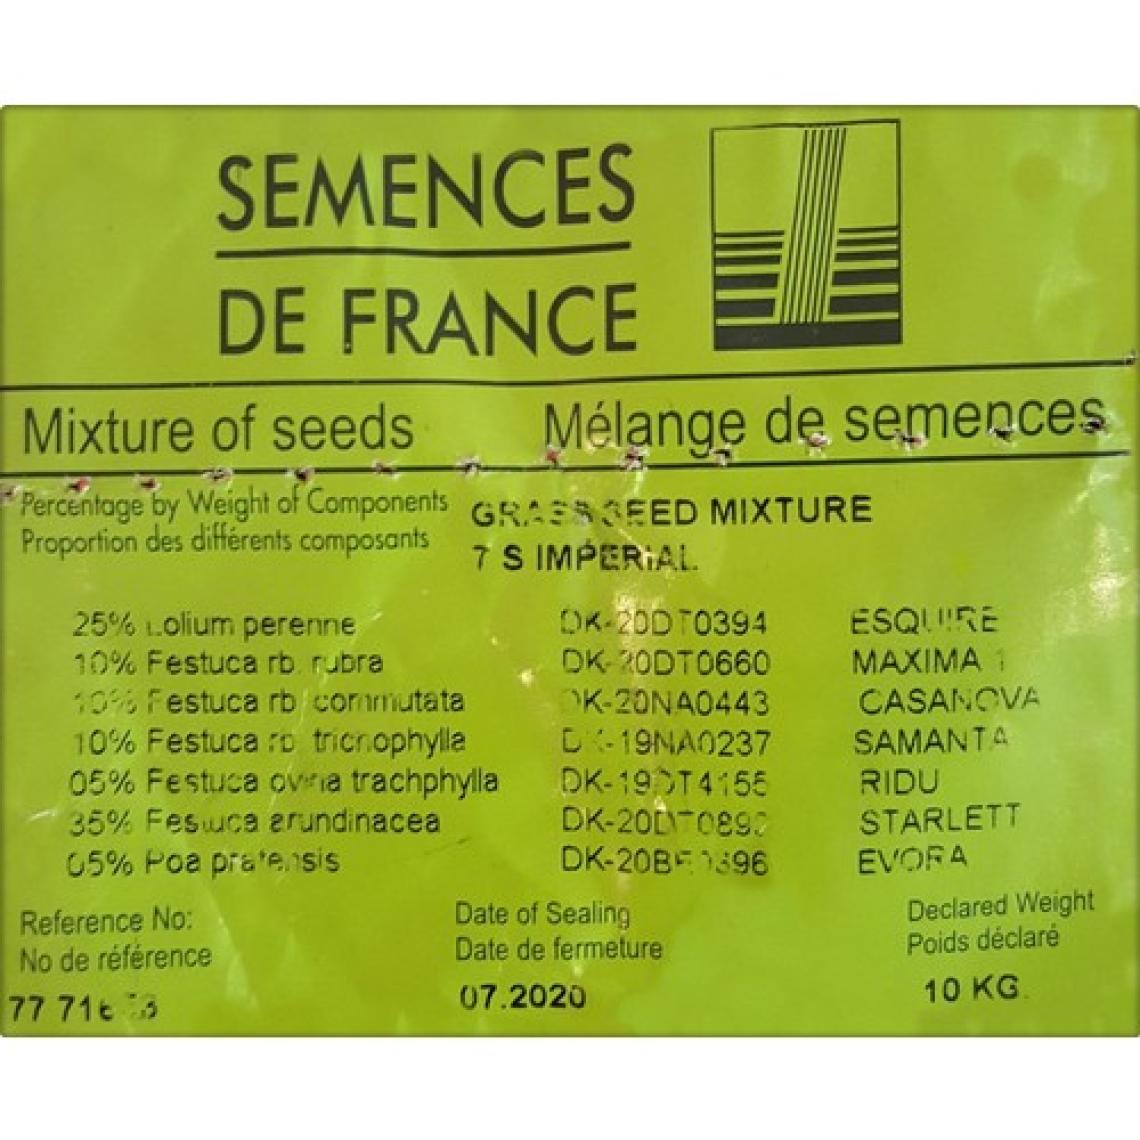 SEMENCES
DE FRANCE
Mixture of seeds Mélange de semences
Percentage by Weight of Components
Proportion des différents composants
GRASS SEED MIXTURE
7 S IMPERIAL
25% Lolium perenne DK-20DT0394 ESQUIRE
10% Festuca rb. rubra DK-20DT0660 MAXIMA 1
10% Festuca rb commutata DK-20NA0443 CASANOVA
10% Festuca rb trichophylla DK-19NA0237 SAMANTA
05% Festuca ovina trachphylla DK-19DT4155 RIDU
35% Festuca arundinacea STARLETT
05% Poa pratensis EVORA
Reference No: Date of Sealing Declared Weight
No de référence Date de fermeture Poids déclaré
77 07.2020 10 KG.